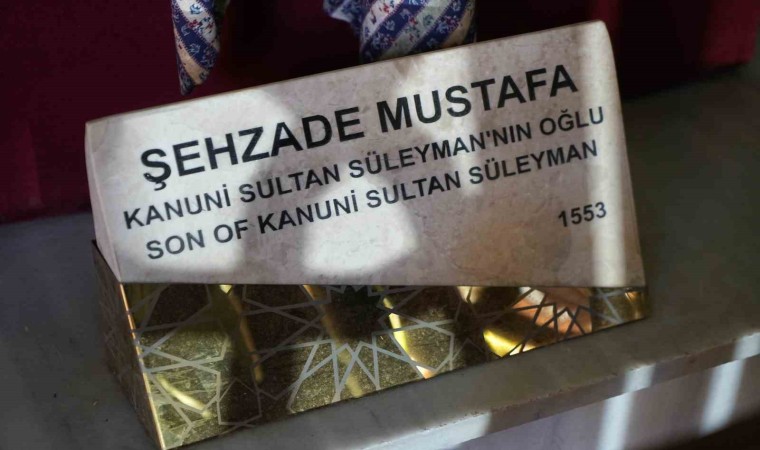 ŞEHZADE MUSTAFA
KANUNİ SULTAN SÜLEYMAN'NIN OĞLU
SON OF KANUNİ SULTAN SÜLEYMAN
1553